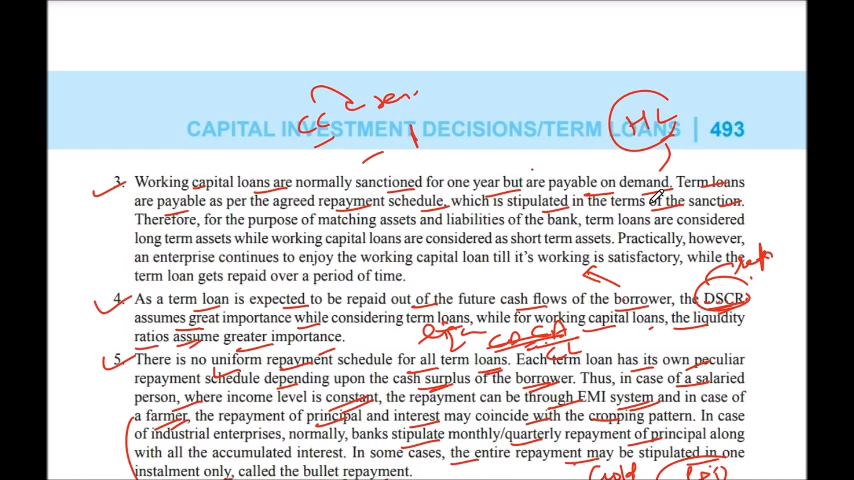 CC
HL
CAPITAL INVESTMENT DECISIONS/TERM LOANS | 493
3. Working capital loans are normally sanctioned for one year but are payable on demand. Term loans
are payable as per the agreed repayment schedule, which is stipulated in the terms of the sanction.
Therefore, for the purpose of matching assets and liabilities of the bank, term loans are considered
long term assets while working capital loans are considered as short term assets. Practically, however,
an enterprise continues to enjoy the working capital loan till it's working is satisfactory, while the
term loan gets repaid over a period of time.
4. As a term loan is expected to be repaid out of the future cash flows of the borrower, the DSCR
assumes great importance while considering term loans, while for working capital loans, the liquidity
ratios assume greater importance.
CA
CL
5. There is no uniform repayment schedule for all term loans. Each term loan has its own peculiar
repayment schedule depending upon the cash surplus of the borrower. Thus, in case of a salaried
person, where income level is constant, the repayment can be through EMI system and in case of
a farmer, the repayment of principal and interest may coincide with the cropping pattern. In case
of industrial enterprises, normally, banks stipulate monthly/quarterly repayment of principal along
with all the accumulated interest. In some cases, the entire repayment may be stipulated in one
instalment only, called the bullet repayment.
Gold